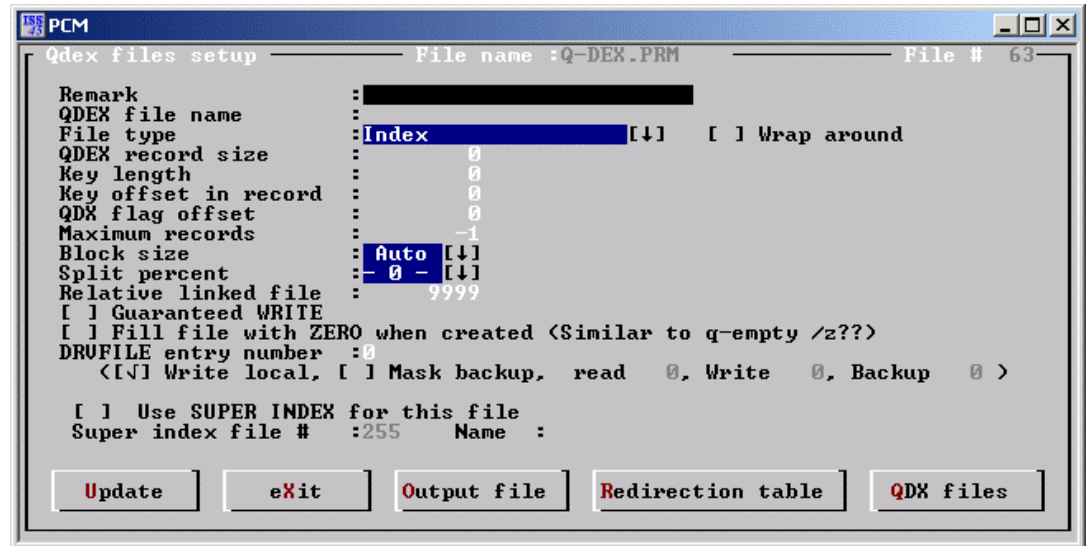 ISS 45 PCM
Qdex files setup File name :Q-DEX.PRM File # 63
Remark :
QDEX file name :
File type :Index [↓] [ ] Wrap around
QDEX record size : 0
Key length : 0
Key offset in record : 0
QDX flag offset : 0
Maximum records : -1
Block size : Auto [↓]
Split percent :- 0 - [↓]
Relative linked file : 9999
[ ] Guaranteed WRITE
[ ] Fill file with ZERO when created (Similar to q-empty /z??)
DRVFILE entry number :0
([√] Write local, [ ] Mask backup, read 0, Write 0, Backup 0 )
[ ] Use SUPER INDEX for this file
Super index file # :255 Name :
Update eXit Output file Redirection table QDX files